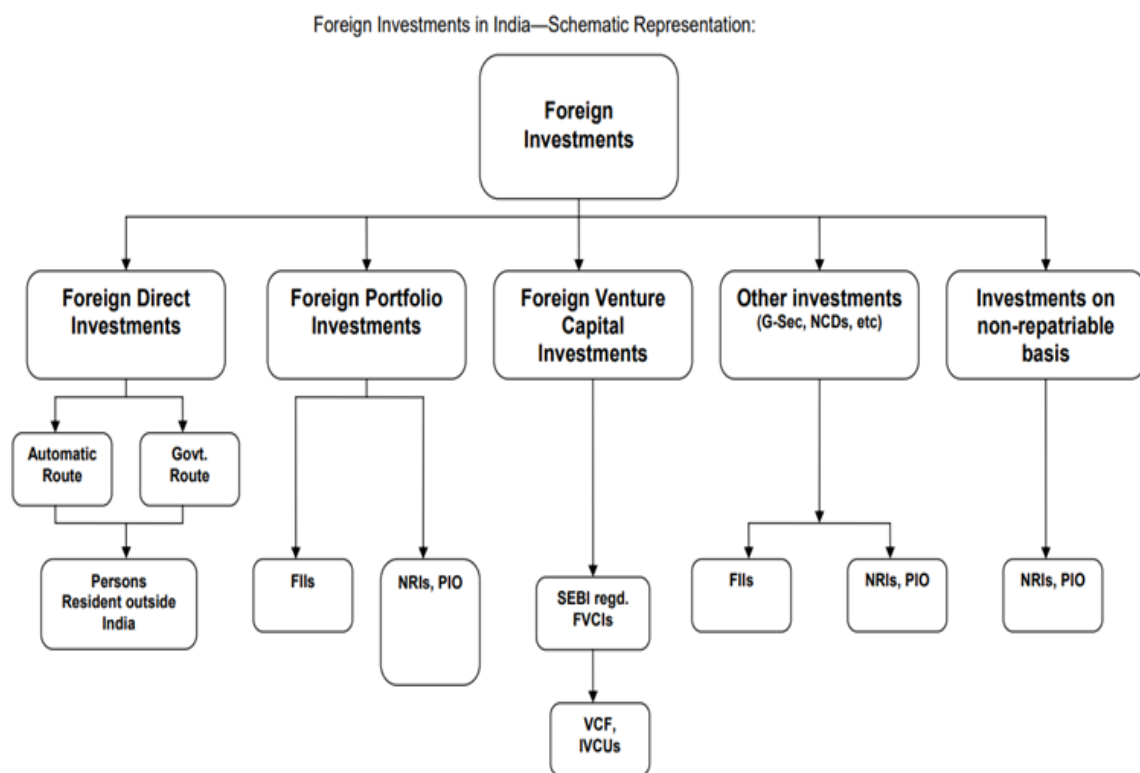 Foreign Investments in India—Schematic Representation:
Foreign
Investments
Foreign Direct
Investments
Foreign Portfolio
Investments
Foreign Venture
Capital
Investments
Other investments
(G-Sec, NCDs, etc)
Investments on
non-repatriable
basis
Automatic
Route
Govt.
Route
Persons
Resident outside
India
FIIs
NRIs, PIO
SEBI regd.
FVCIs
FIIs
NRIs, PIO
NRIs, PIO
VCF,
IVCUs